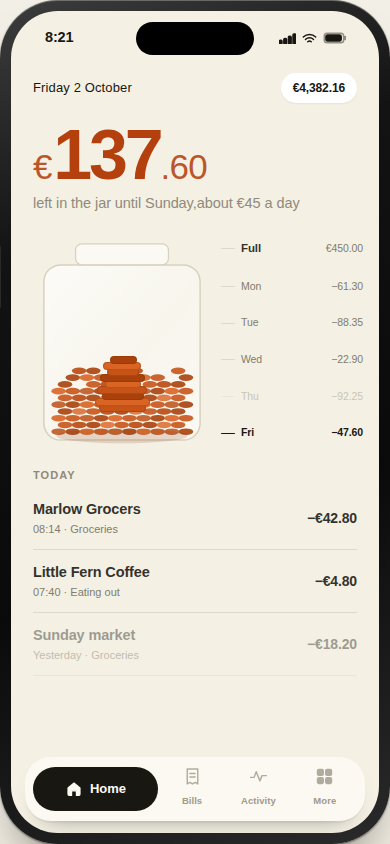 8:21
Friday 2 October
€4,382.16
€137.60
left in the jar until Sunday,about €45 a day
Full €450.00
Mon −61.30
Tue −88.35
Wed −22.90
Thu −92.25
Fri −47.60
TODAY
Marlow Grocers
−€42.80
08:14 · Groceries
Little Fern Coffee
−€4.80
07:40 · Eating out
Sunday market
−€18.20
Yesterday · Groceries
Home
Bills
Activity
More